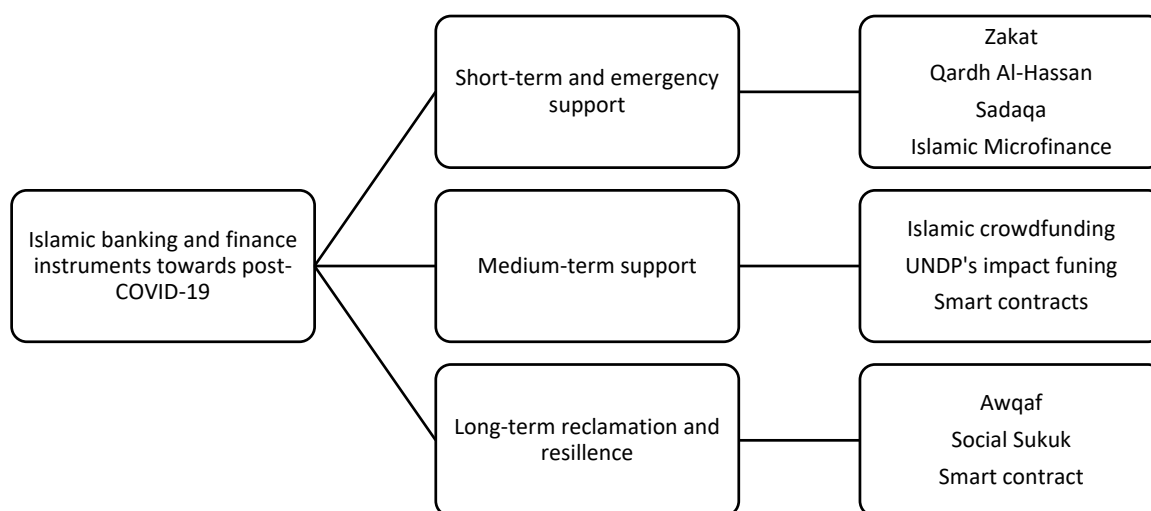 Islamic banking and finance
instruments towards post-
COVID-19
Short-term and emergency
support
Zakat
Qardh Al-Hassan
Sadaqa
Islamic Microfinance
Medium-term support
Islamic crowdfunding
UNDP's impact funing
Smart contracts
Long-term reclamation and
resillence
Awqaf
Social Sukuk
Smart contract